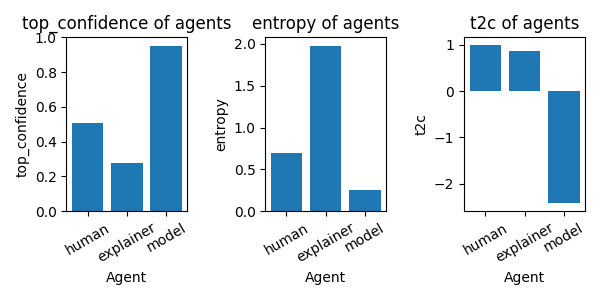 top_confidence of agents
top_confidence
1.0
0.8
0.6
0.4
0.2
0.0
human
explainer
model
Agent
entropy of agents
entropy
2.0
1.5
1.0
0.5
0.0
human
explainer
model
Agent
t2c of agents
t2c
1
0
−1
−2
human
explainer
model
Agent